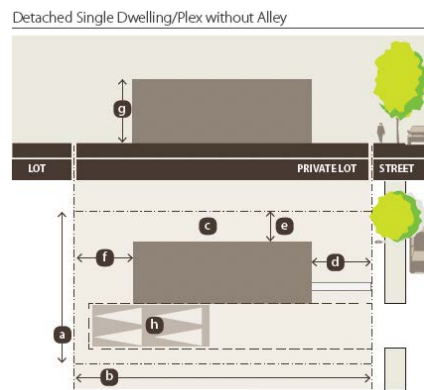 Detached Single Dwelling/Plex without Alley
g
LOT
PRIVATE LOT
STREET
c
e
f
d
h
a
b